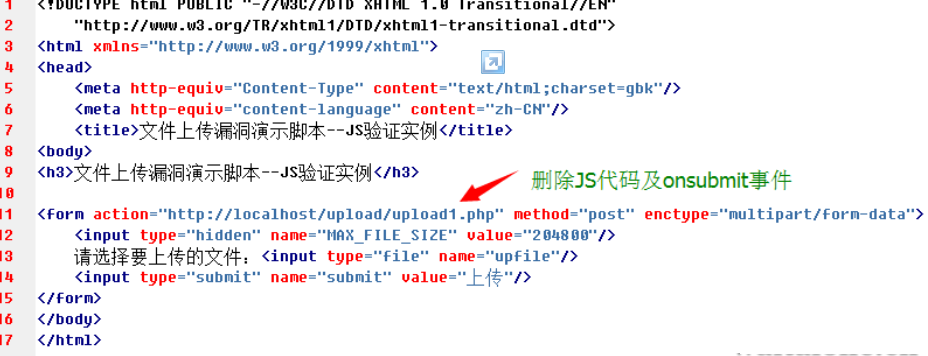 1 <!DOCTYPE html PUBLIC "-//W3C//DTD XHTML 1.0 Transitional//EN"
2 "http://www.w3.org/TR/xhtml1/DTD/xhtml1-transitional.dtd">
3 <html xmlns="http://www.w3.org/1999/xhtml">
4 <head>
5 <meta http-equiv="Content-Type" content="text/html;charset=gbk"/>
6 <meta http-equiv="content-language" content="zh-CN"/>
7 <title>文件上传漏洞演示脚本--JS验证实例</title>
8 <body>
9 <h3>文件上传漏洞演示脚本--JS验证实例</h3>
删除JS代码及onsubmit事件
10
11 <form action="http://localhost/upload/upload1.php" method="post" enctype="multipart/form-data">
12 <input type="hidden" name="MAX_FILE_SIZE" value="204800"/>
13 请选择要上传的文件：<input type="file" name="upfile"/>
14 <input type="submit" name="submit" value="上传"/>
15 </form>
16 </body>
17 </html>